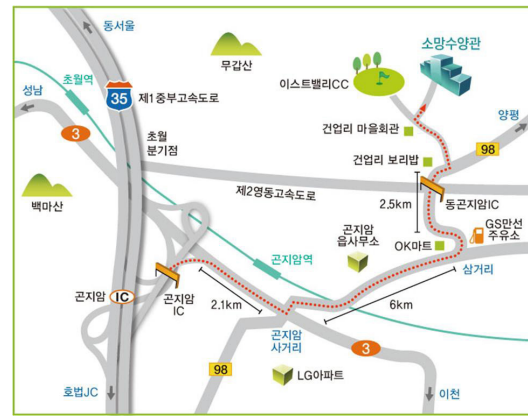 동서울
무갑산
소망수양관
이스트밸리CC
성남
초월역
35
제1중부고속도로
3
초월
분기점
건업리 마을회관
양평
98
건업리 보리밥
백마산
제2영동고속도로
2.5km
동곤지암IC
곤지암
읍사무소
GS만선
주유소
OK마트
곤지암역
삼거리
곤지암
IC
곤지암
IC
2.1km
6km
곤지암
사거리
3
98
LG아파트
호법JC
이천